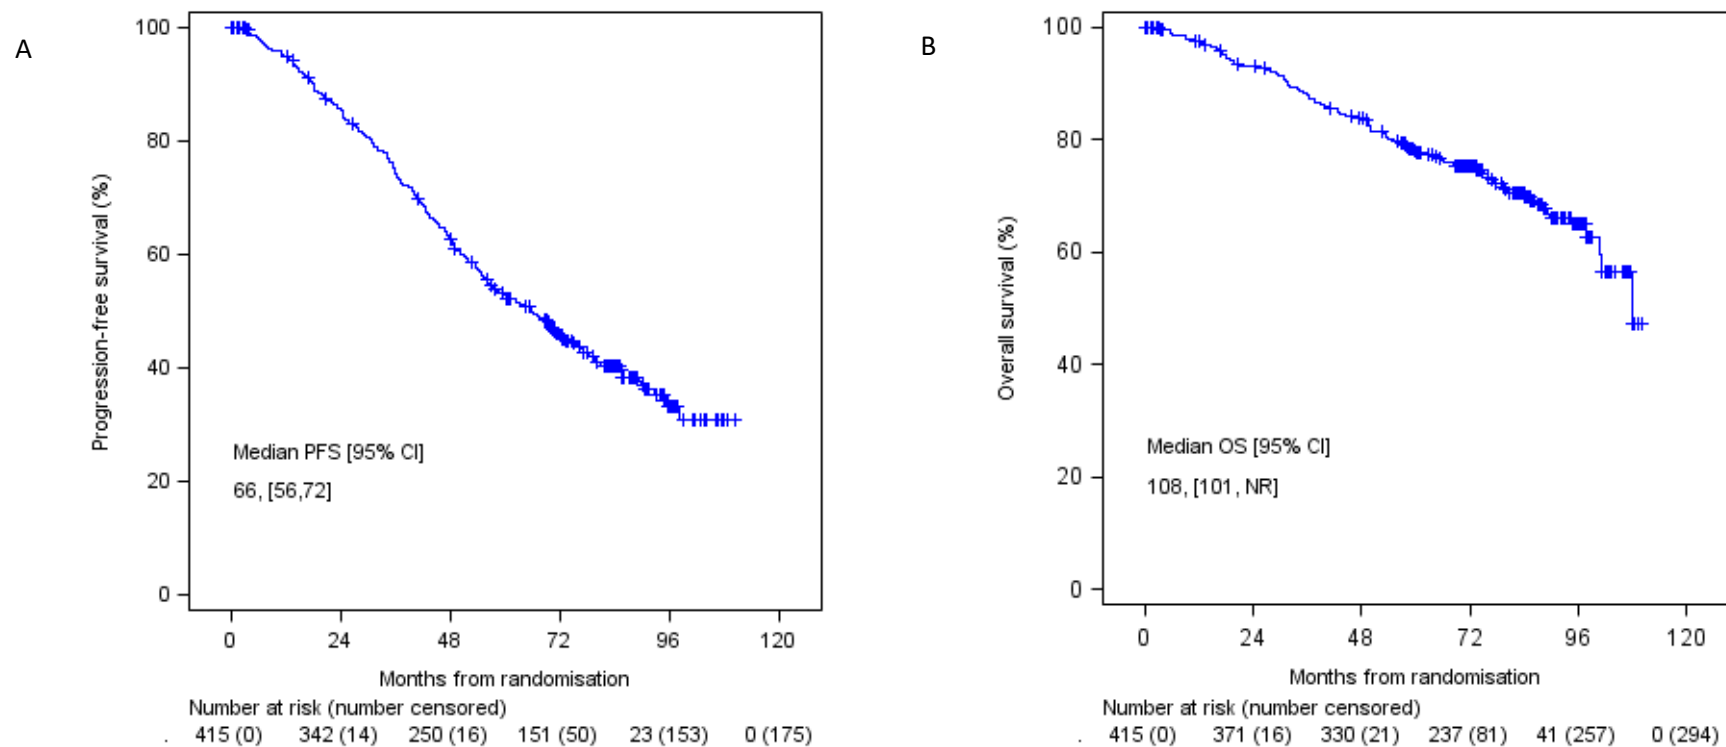 A
100
80
60
40
20
0
Progression-free survival (%)
Median PFS [95% CI]
66, [56,72]
0 24 48 72 96 120
Months from randomisation
Number at risk (number censored)
. 415 (0) 342 (14) 250 (16) 151 (50) 23 (153) 0 (175)
B
100
80
60
40
20
0
Overall survival (%)
Median OS [95% CI]
108, [101, NR]
0 24 48 72 96 120
Months from randomisation
Number at risk (number censored)
. 415 (0) 371 (16) 330 (21) 237 (81) 41 (257) 0 (294)